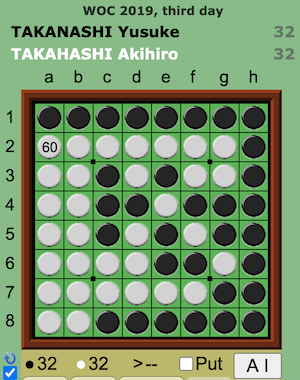 WOC 2019, third day
TAKANASHI Yusuke 32
TAKAHASHI Akihiro 32
a b c d e f g h
1
2 60
3
4
5
6
7
8
32 32 >-- Put A I